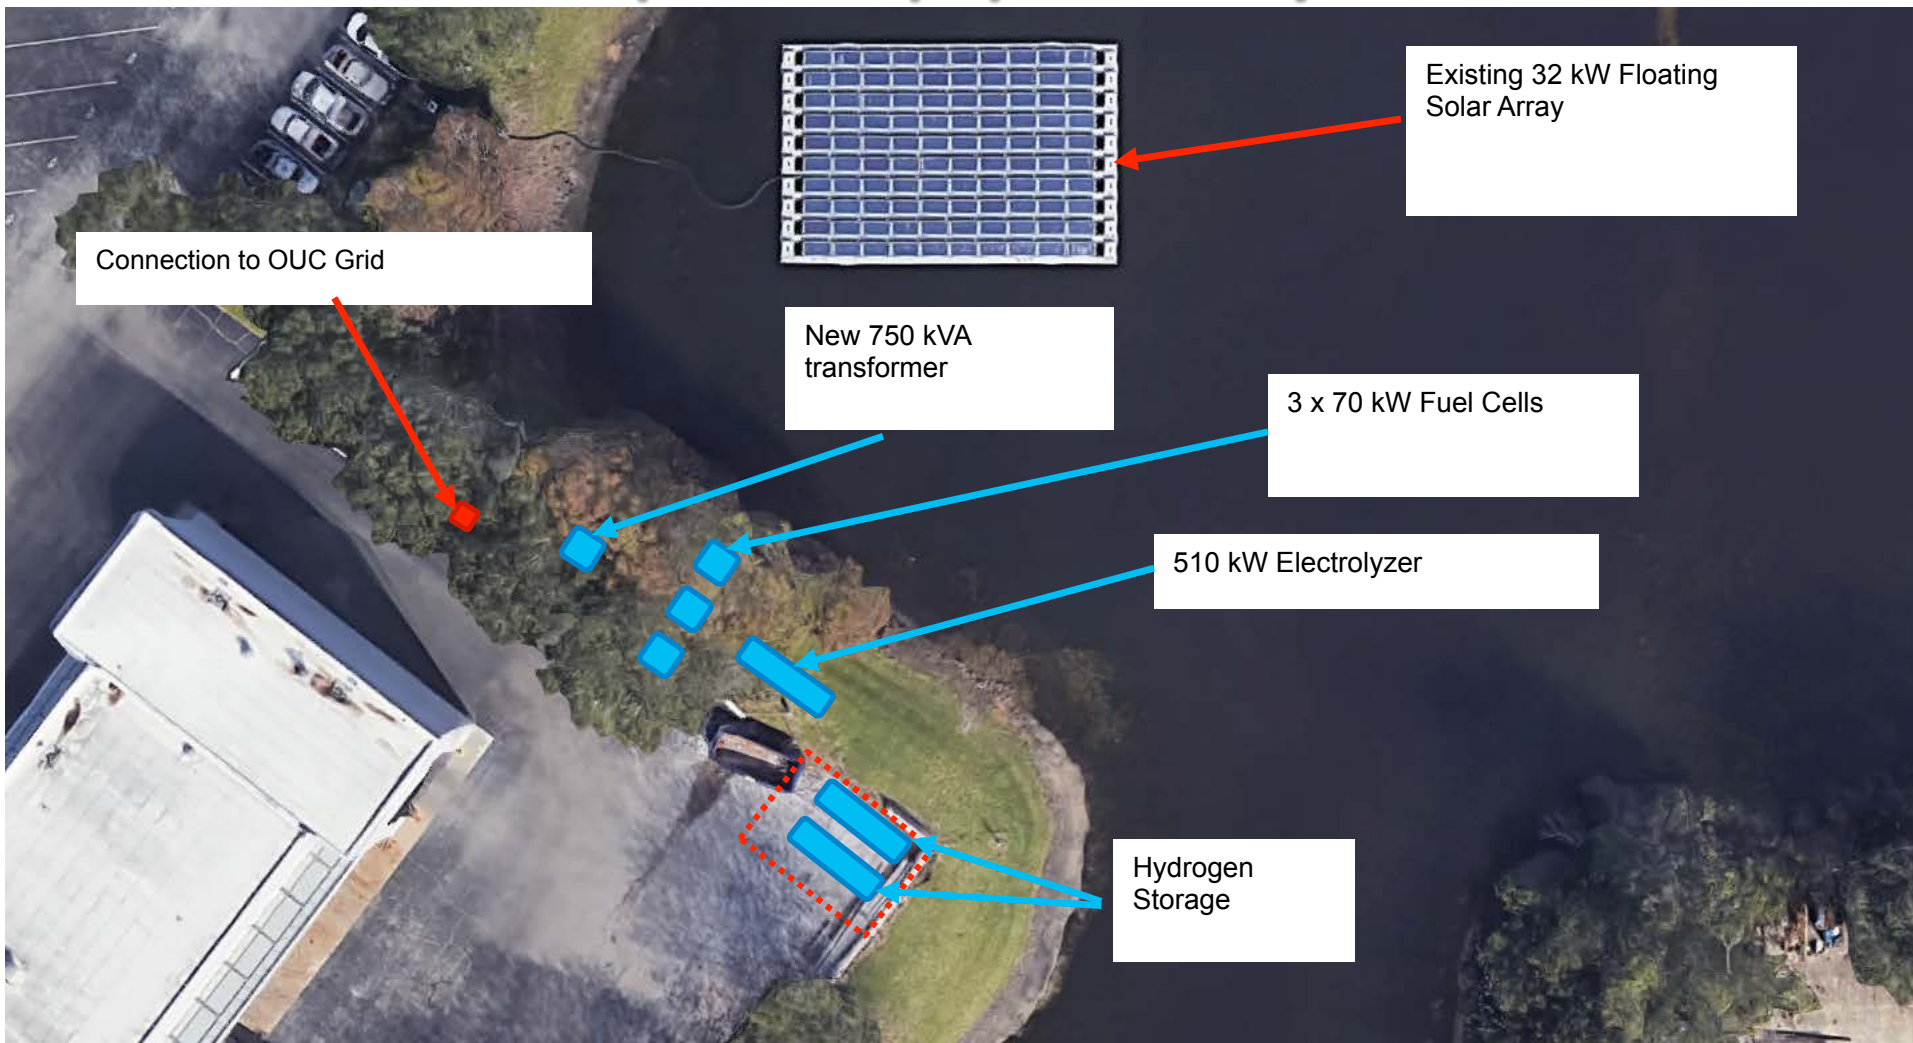 Existing 32 kW Floating
Solar Array
Connection to OUC Grid
New 750 kVA
transformer
3 x 70 kW Fuel Cells
510 kW Electrolyzer
Hydrogen
Storage